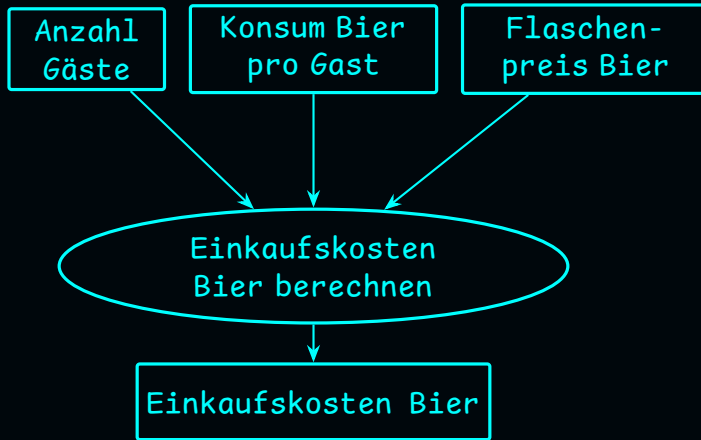 Anzahl
Gäste
Konsum Bier
pro Gast
Flaschen-
preis Bier
Einkaufskosten
Bier berechnen
Einkaufskosten Bier